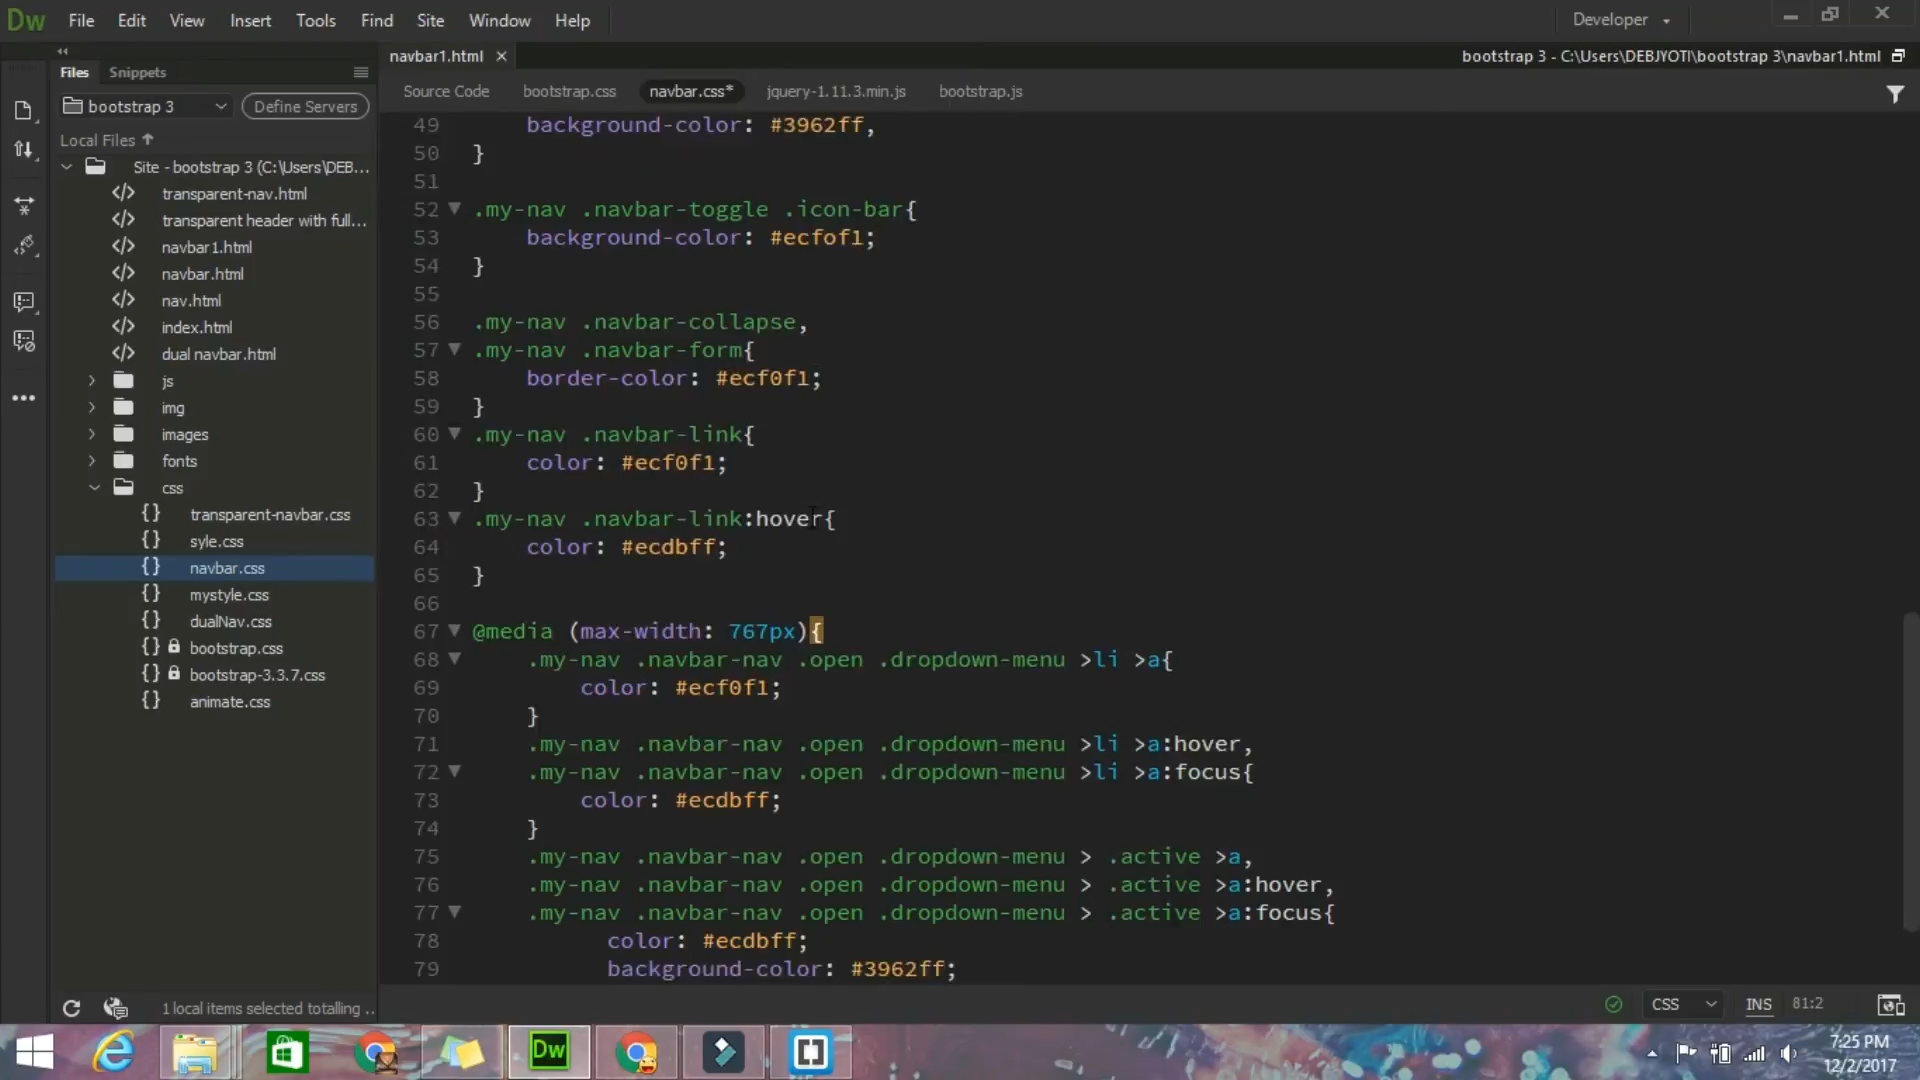 Dw File Edit View Insert Tools Find Site Window Help Developer
navbar1.html
bootstrap 3 - C:\Users\DEBJYOTI\bootstrap 3\navbar1.html
Files Snippets
Source Code bootstrap.css navbar.css* jquery-1.11.3.min.js bootstrap.js
bootstrap 3 Define Servers
Local Files
Site - bootstrap 3 (C:\Users\DEB...
transparent-nav.html
transparent header with full...
navbar1.html
navbar.html
nav.html
index.html
dual navbar.html
js
img
images
fonts
css
transparent-navbar.css
syle.css
navbar.css
mystyle.css
dualNav.css
bootstrap.css
bootstrap-3.3.7.css
animate.css
1 local items selected totalling ..
49 background-color: #3962ff,
50 }
51
52 .my-nav .navbar-toggle .icon-bar{
53 background-color: #ecfof1;
54 }
55
56 .my-nav .navbar-collapse,
57 .my-nav .navbar-form{
58 border-color: #ecf0f1;
59 }
60 .my-nav .navbar-link{
61 color: #ecf0f1;
62 }
63 .my-nav .navbar-link:hover{
64 color: #ecdbff;
65 }
66
67 @media (max-width: 767px){
68 .my-nav .navbar-nav .open .dropdown-menu >li >a{
69 color: #ecf0f1;
70 }
71 .my-nav .navbar-nav .open .dropdown-menu >li >a:hover,
72 .my-nav .navbar-nav .open .dropdown-menu >li >a:focus{
73 color: #ecdbff;
74 }
75 .my-nav .navbar-nav .open .dropdown-menu > .active >a,
76 .my-nav .navbar-nav .open .dropdown-menu > .active >a:hover,
77 .my-nav .navbar-nav .open .dropdown-menu > .active >a:focus{
78 color: #ecdbff;
79 background-color: #3962ff;
CSS INS 81:2
Dw
7:25 PM
12/2/2017